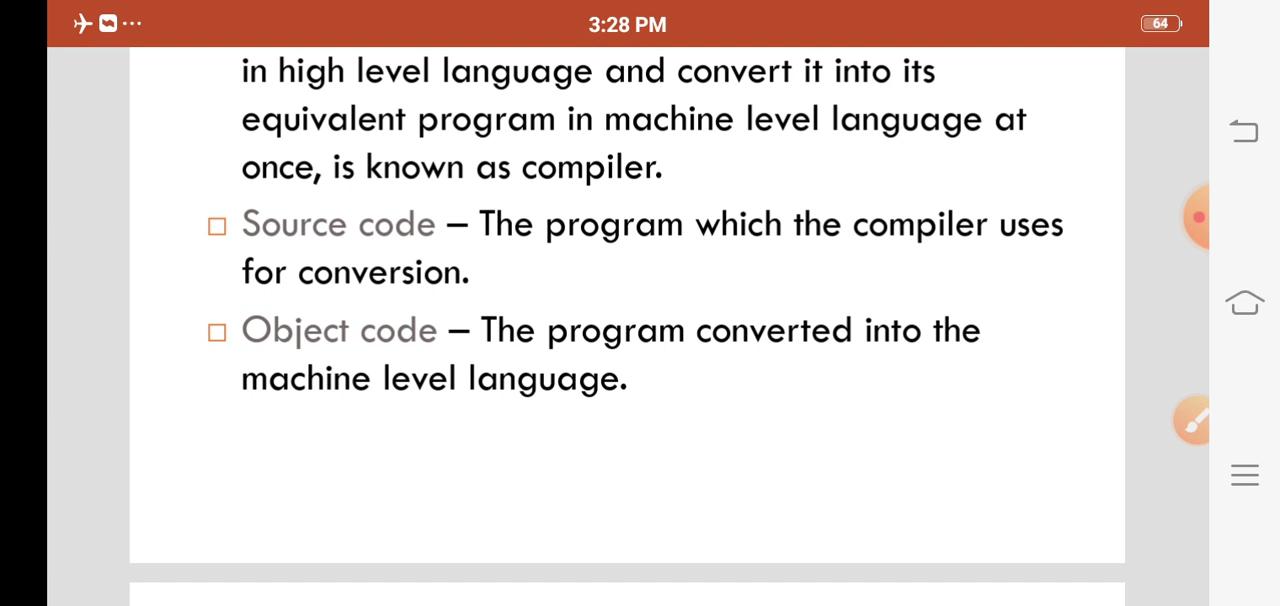 3:28 PM
64
in high level language and convert it into its
equivalent program in machine level language at
once, is known as compiler.
Source code – The program which the compiler uses
for conversion.
Object code – The program converted into the
machine level language.